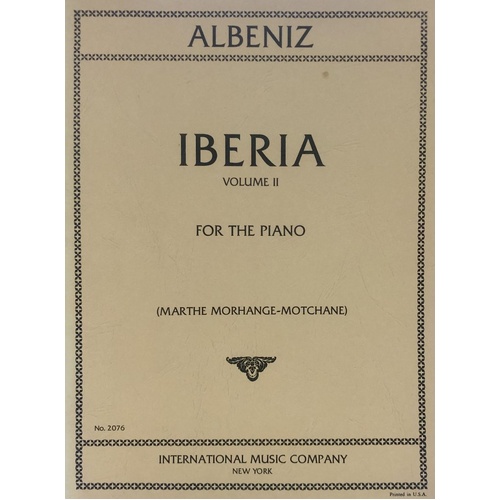 ALBENIZ
IBERIA
VOLUME II
FOR THE PIANO
(MARTHE MORHANGE-MOTCHANE)
No. 2076
INTERNATIONAL MUSIC COMPANY
NEW YORK
Printed in U.S.A.